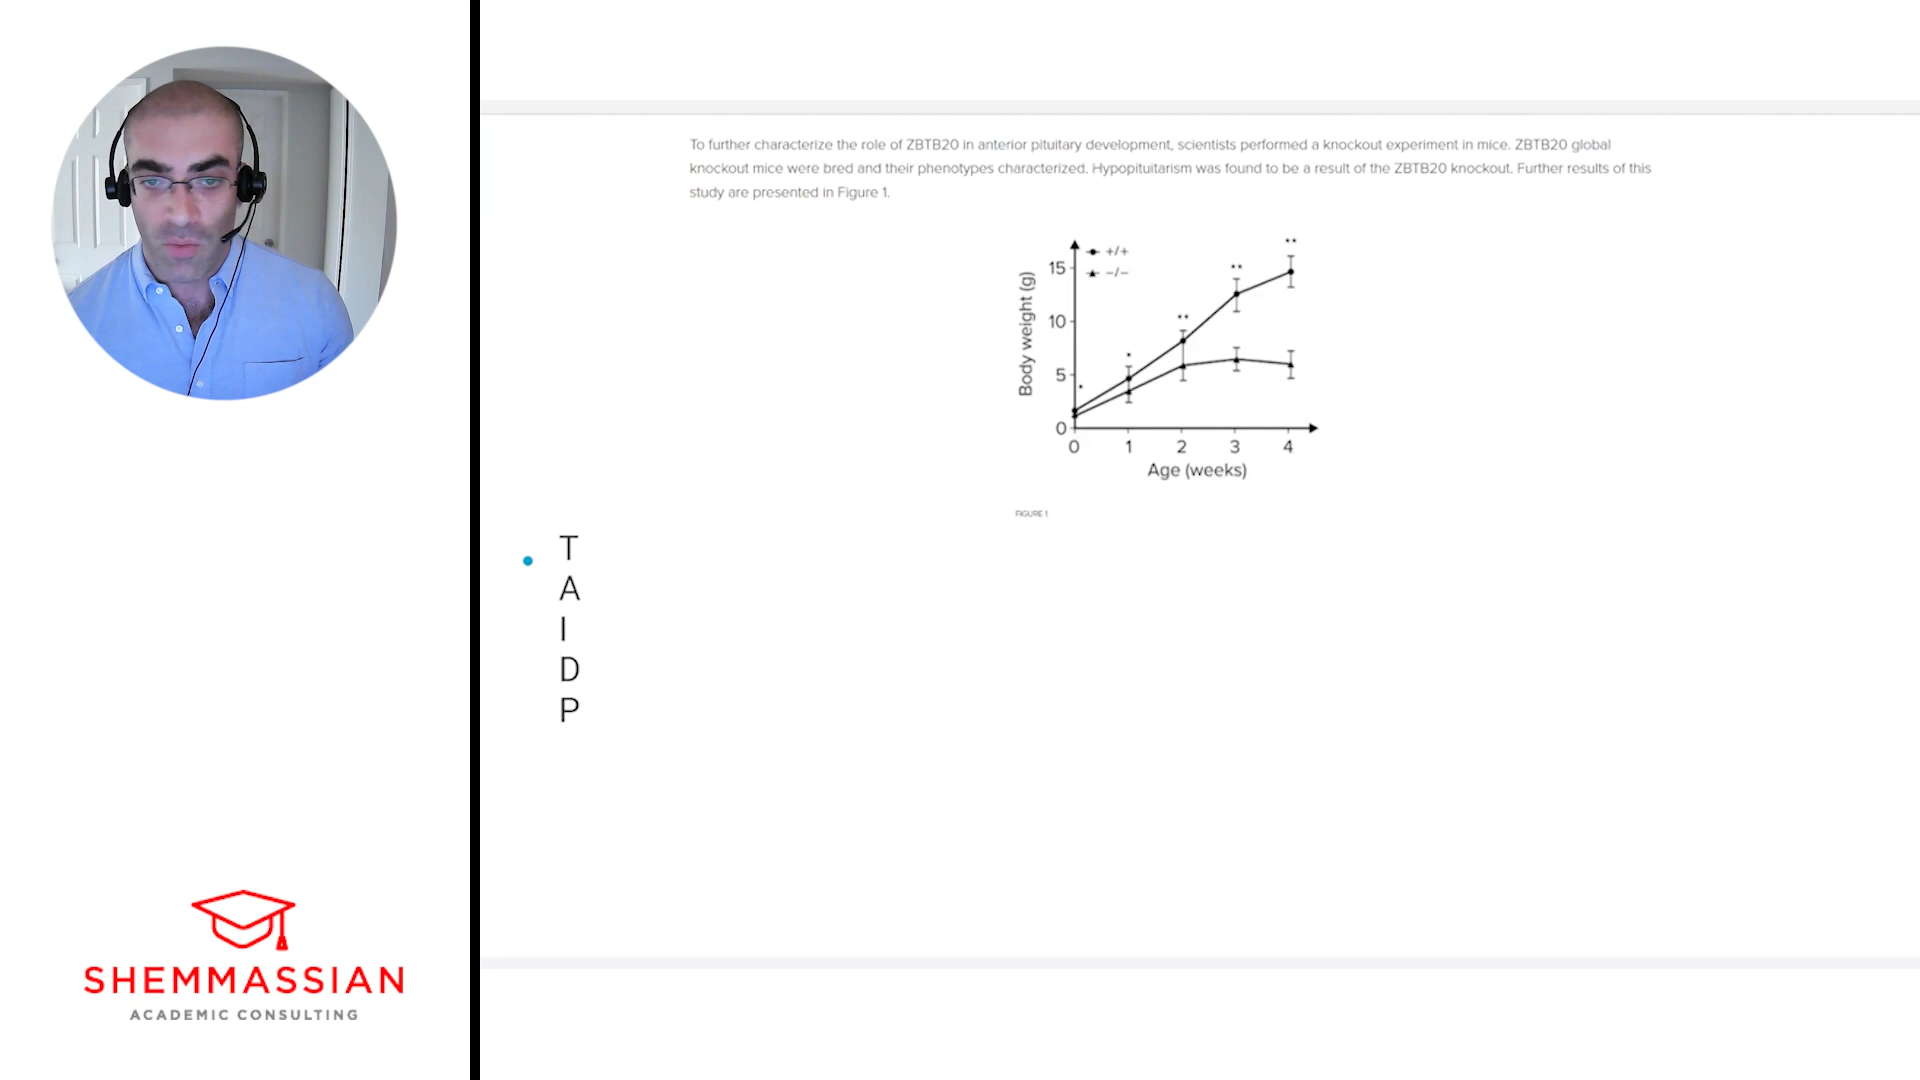 To further characterize the role of ZBTB20 in anterior pituitary development, scientists performed a knockout experiment in mice. ZBTB20 global
knockout mice were bred and their phenotypes characterized. Hypopituitarism was found to be a result of the ZBTB20 knockout. Further results of this
study are presented in Figure 1.
+/+
-/-
**
**
**
*
*
Body weight (g)
15
10
5
0
0 1 2 3 4
Age (weeks)
FIGURE 1
• T
A
I
D
P
SHEMMASSIAN
ACADEMIC CONSULTING